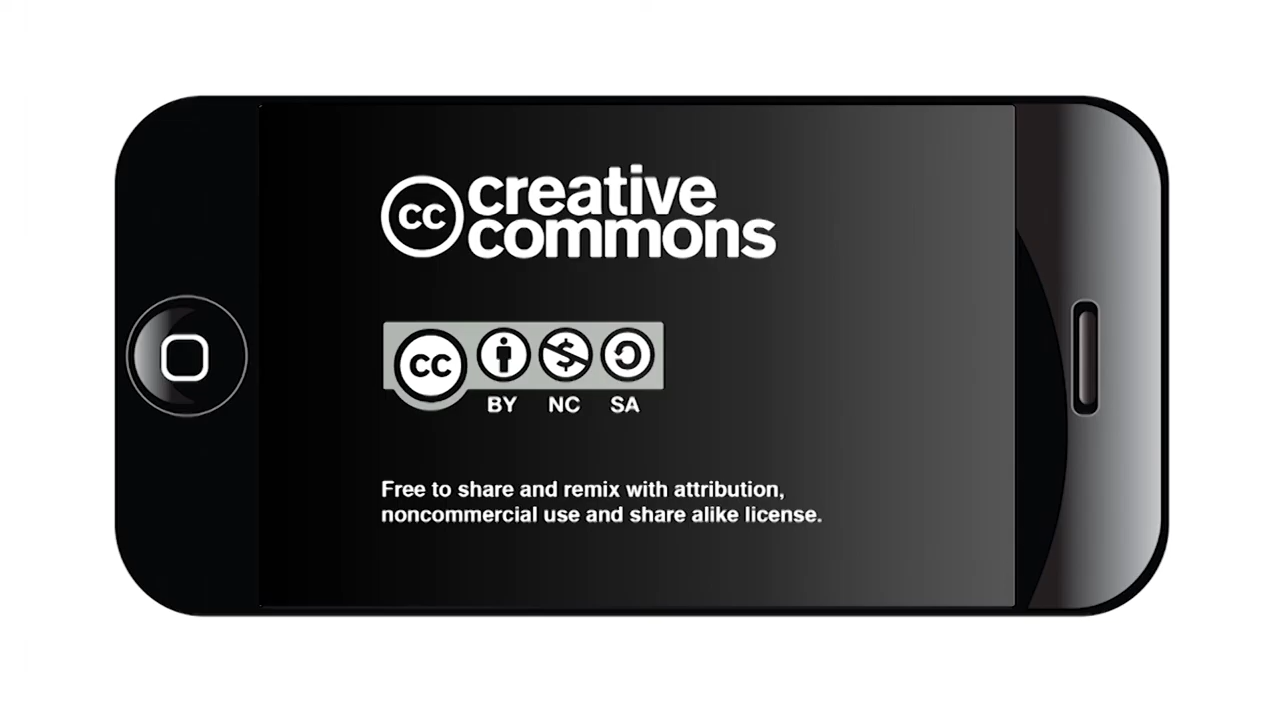 cc creative
commons
cc
BY NC SA
Free to share and remix with attribution,
noncommercial use and share alike license.